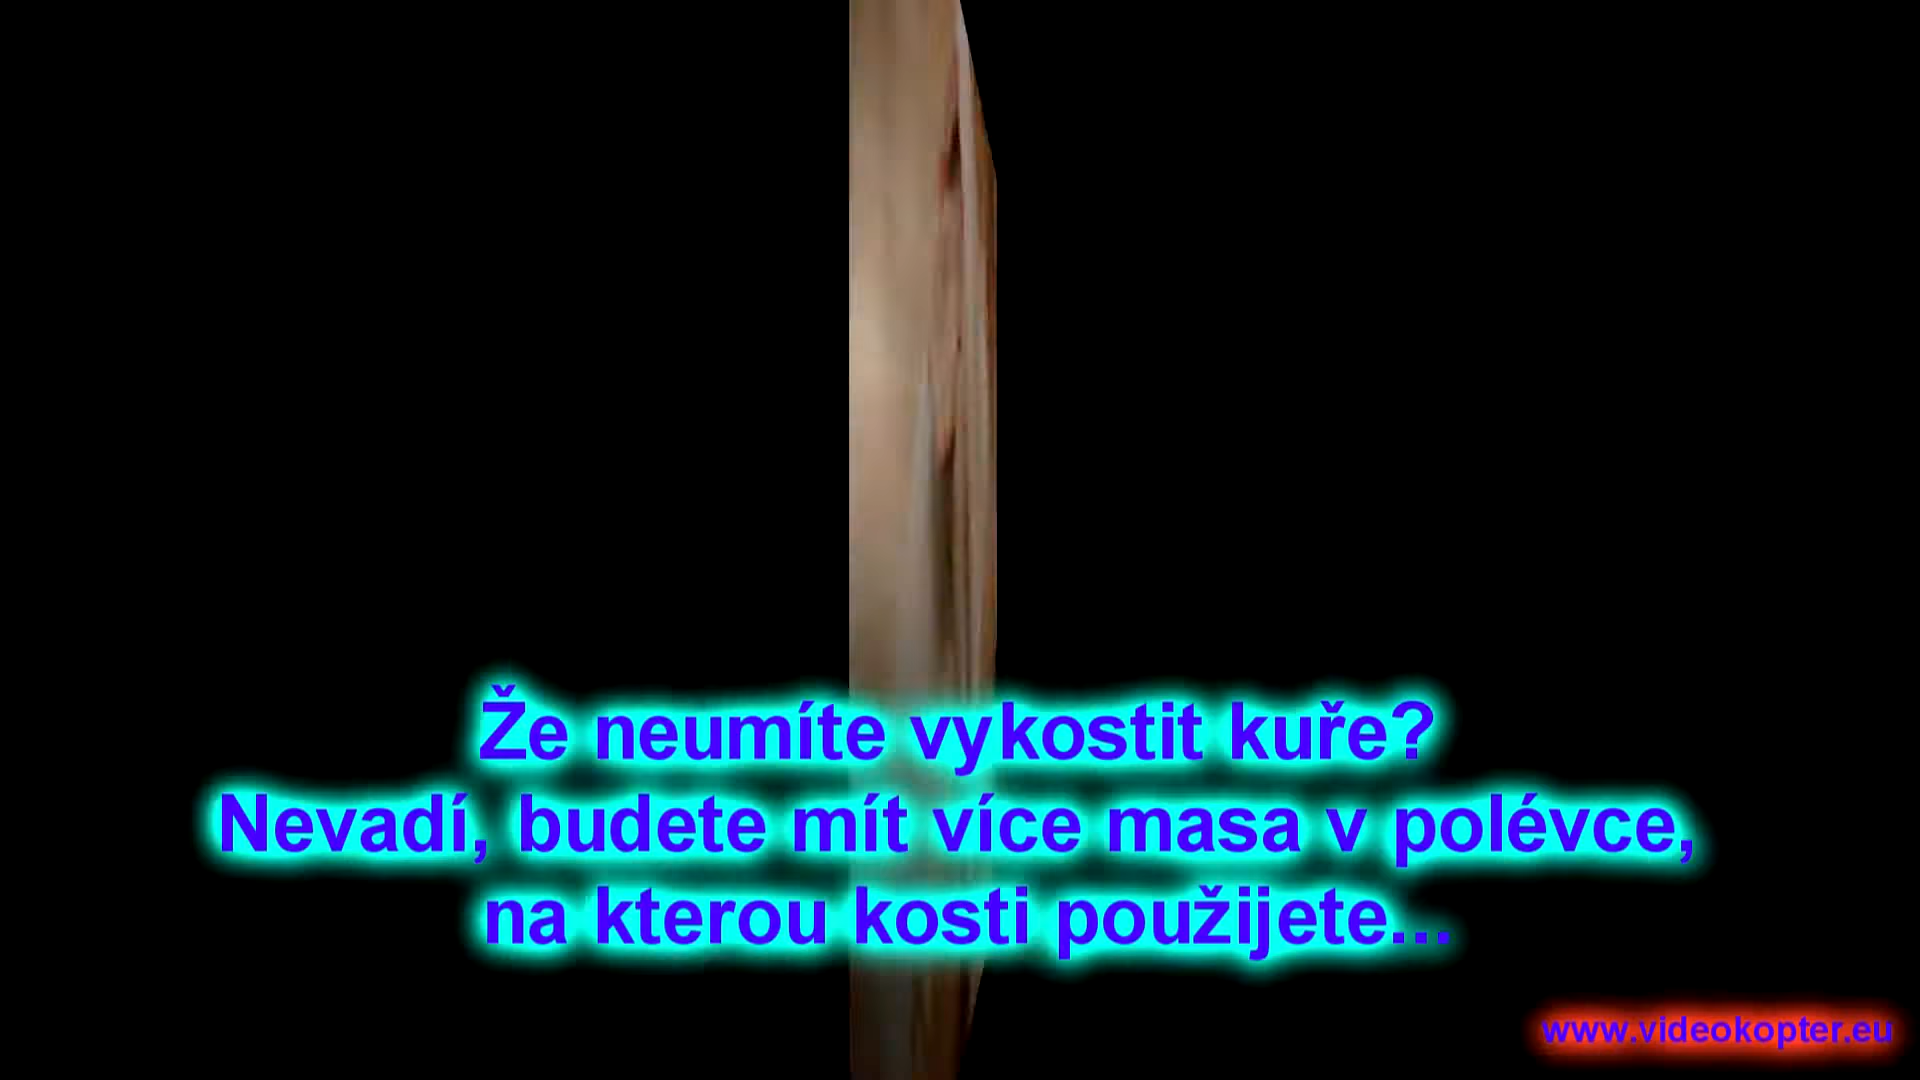 Že neumíte vykostit kuře?
Nevadí, budete mít více masa v polévce,
na kterou kosti použijete...
www.videokopter.eu